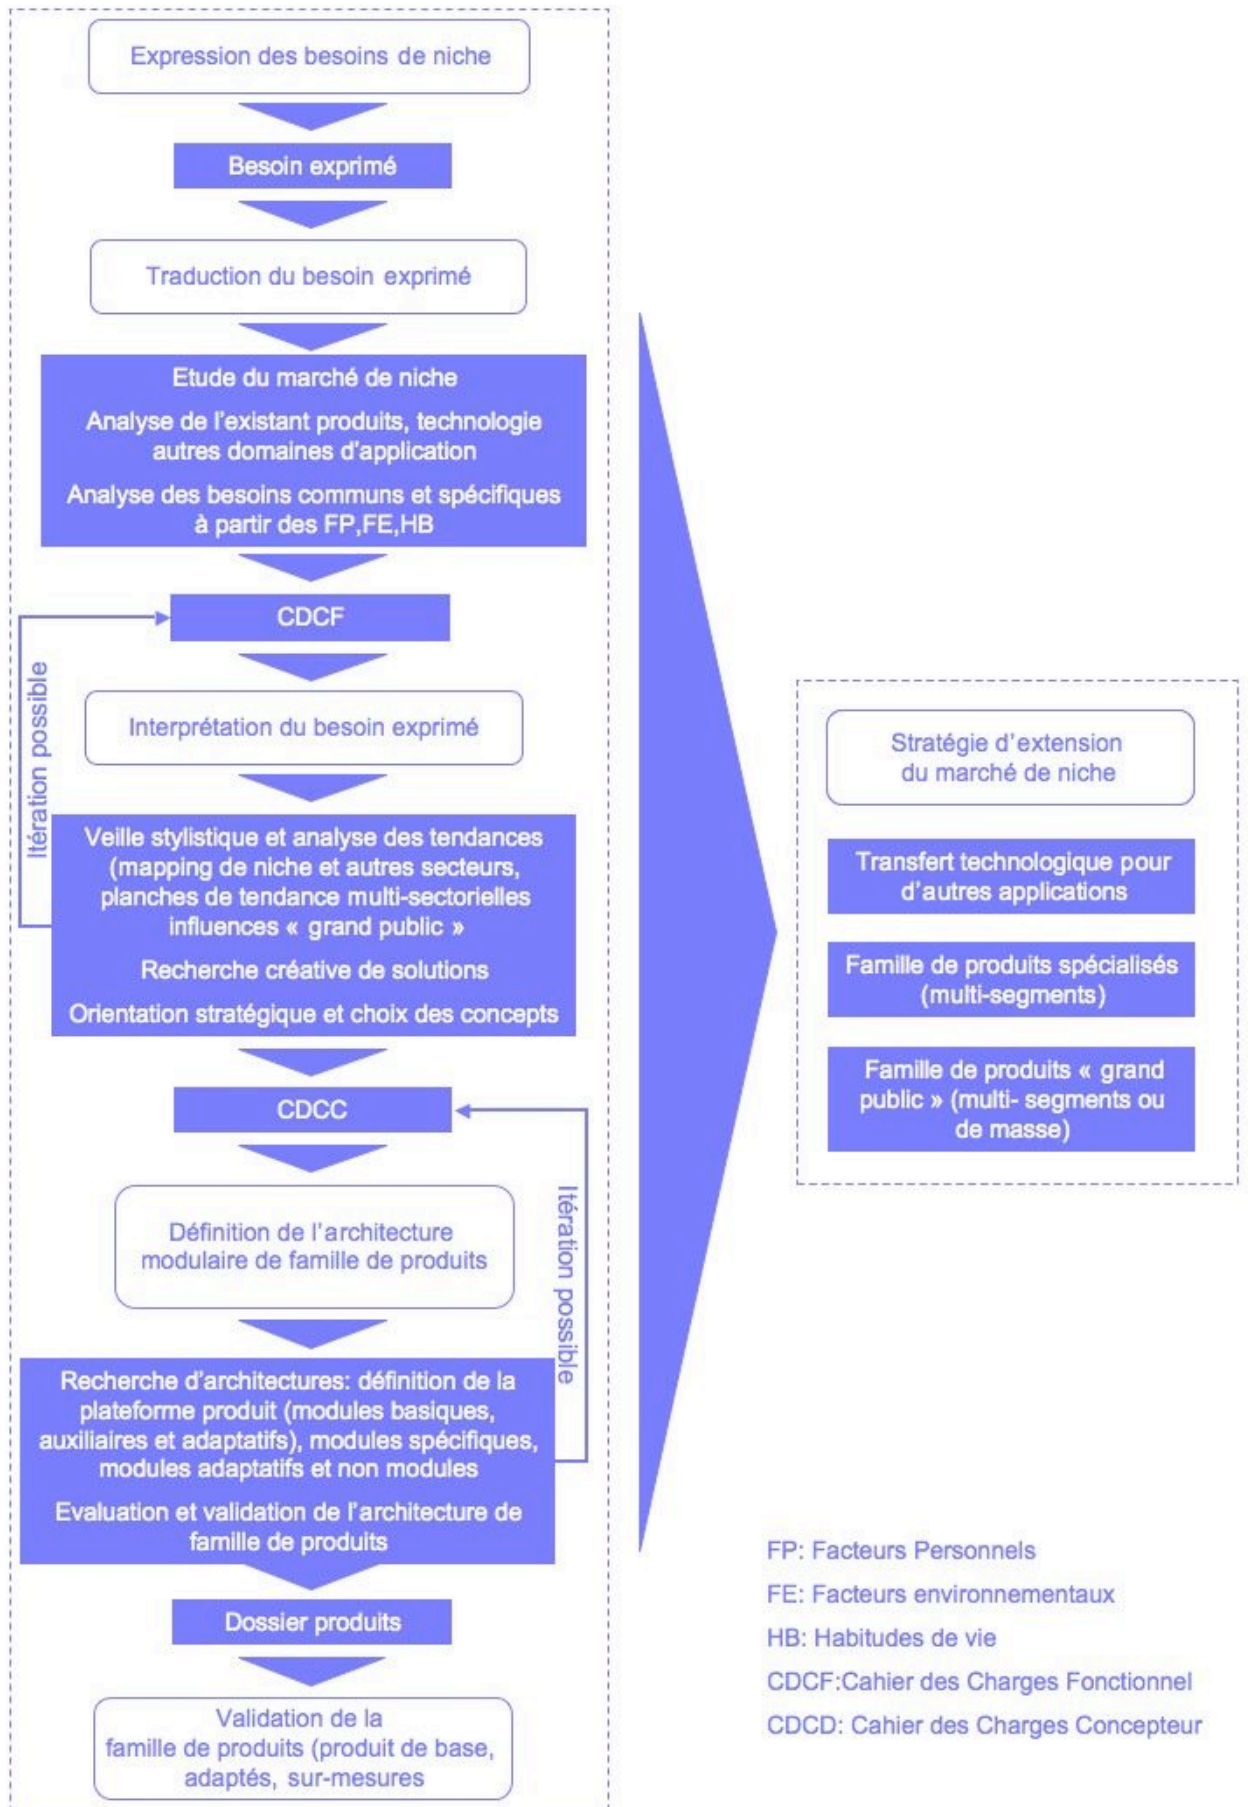 Expression des besoins de niche
Besoin exprimé
Traduction du besoin exprimé
Etude du marché de niche
Analyse de l'existant produits, technologie
autres domaines d'application
Analyse des besoins communs et spécifiques
à partir des FP,FE,HB
CDCF
Itération possible
Interprétation du besoin exprimé
Veille stylistique et analyse des tendances
(mapping de niche et autres secteurs,
planches de tendance multi-sectorielles
influences « grand public »
Recherche créative de solutions
Orientation stratégique et choix des concepts
CDCC
Itération possible
Définition de l'architecture
modulaire de famille de produits
Recherche d'architectures: définition de la
plateforme produit (modules basiques,
auxiliaires et adaptatifs), modules spécifiques,
modules adaptatifs et non modules
Evaluation et validation de l'architecture de
famille de produits
Dossier produits
Validation de la
famille de produits (produit de base,
adaptés, sur-mesures
Stratégie d'extension
du marché de niche
Transfert technologique pour
d'autres applications
Famille de produits spécialisés
(multi-segments)
Famille de produits « grand
public » (multi- segments ou
de masse)
FP: Facteurs Personnels
FE: Facteurs environnementaux
HB: Habitudes de vie
CDCF:Cahier des Charges Fonctionnel
CDCD: Cahier des Charges Concepteur